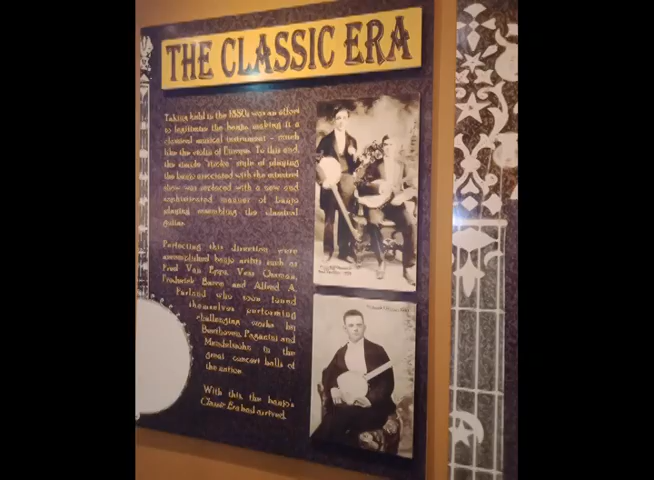 THE CLASSIC ERA
Taking hold in the 1880s was an effort
to legitimize the banjo, making it a
classical musical instrument - much
like the violin of Europe. To this end,
the crude "stroke" style of playing
the banjo associated with the minstrel
show was replaced with a new and
sophisticated manner of banjo
playing resembling the classical
guitar.
Perfecting this direction were
accomplished banjo artists such as
Fred Van Eps, Vess Ossman,
Frederick Bacon and Alfred A.
Farland who soon found
themselves performing
challenging works by
Beethoven, Paganini and
Mendelssohn in the
great concert halls of
the nation.
With this the banjo's
Classic Era had arrived.